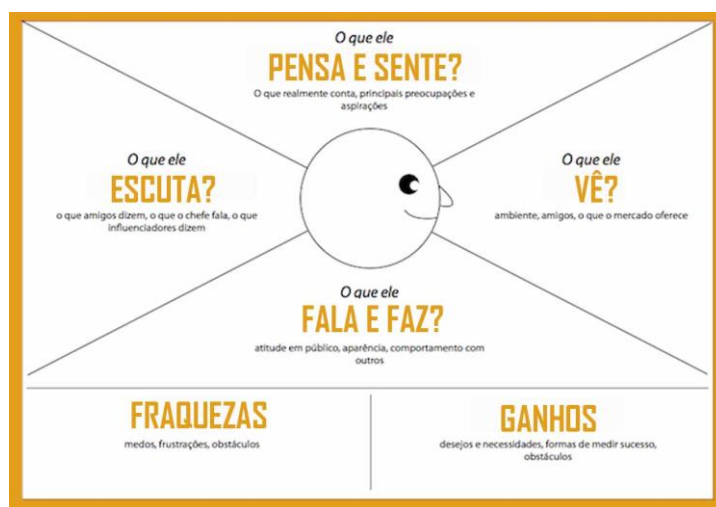 O que ele
PENSA E SENTE?
O que realmente conta, principais preocupações e
aspirações
O que ele
ESCUTA?
o que amigos dizem, o que o chefe fala, o que
influenciadores dizem
O que ele
VÊ?
ambiente, amigos, o que o mercado oferece
O que ele
FALA E FAZ?
atitude em público, aparência, comportamento com
outros
FRAQUEZAS
medos, frustrações, obstáculos
GANHOS
desejos e necessidades, formas de medir sucesso,
obstáculos